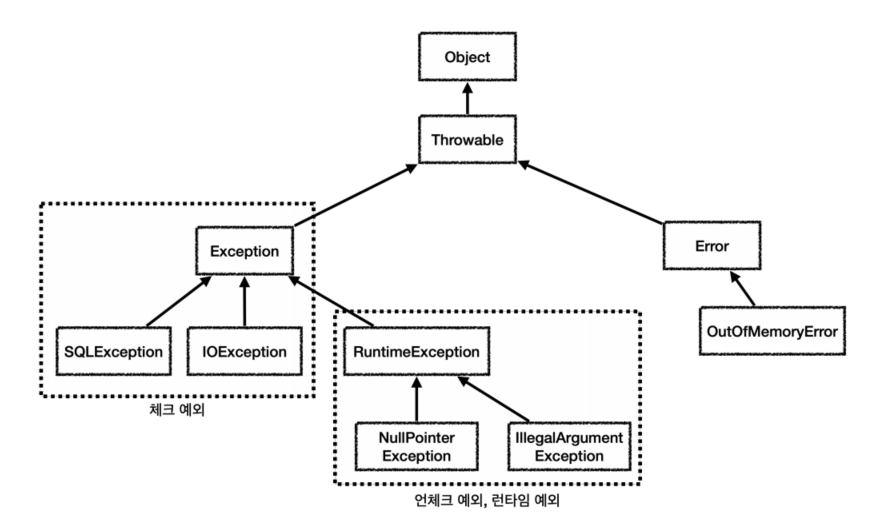 Object
Throwable
Exception
Error
SQLException
IOException
RuntimeException
OutOfMemoryError
체크 예외
NullPointer
Exception
IllegalArgument
Exception
언체크 예외, 런타임 예외